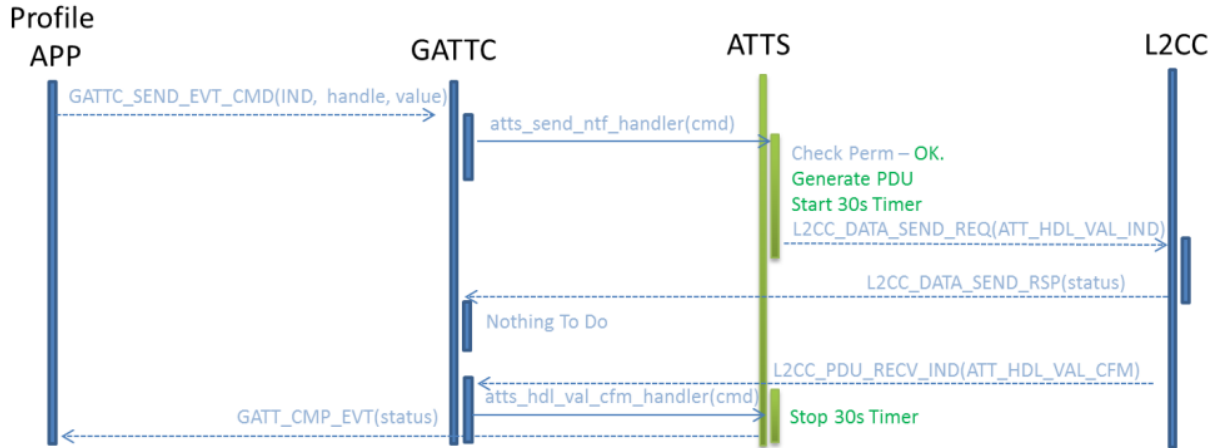 Profile
APP
GATTC
ATTS
L2CC
GATTC_SEND_EVT_CMD(IND, handle, value)
atts_send_ntf_handler(cmd)
Check Perm – OK.
Generate PDU
Start 30s Timer
L2CC_DATA_SEND_REQ(ATT_HDL_VAL_IND)
L2CC_DATA_SEND_RSP(status)
Nothing To Do
L2CC_PDU_RECV_IND(ATT_HDL_VAL_CFM)
atts_hdl_val_cfm_handler(cmd)
GATT_CMP_EVT(status)
Stop 30s Timer